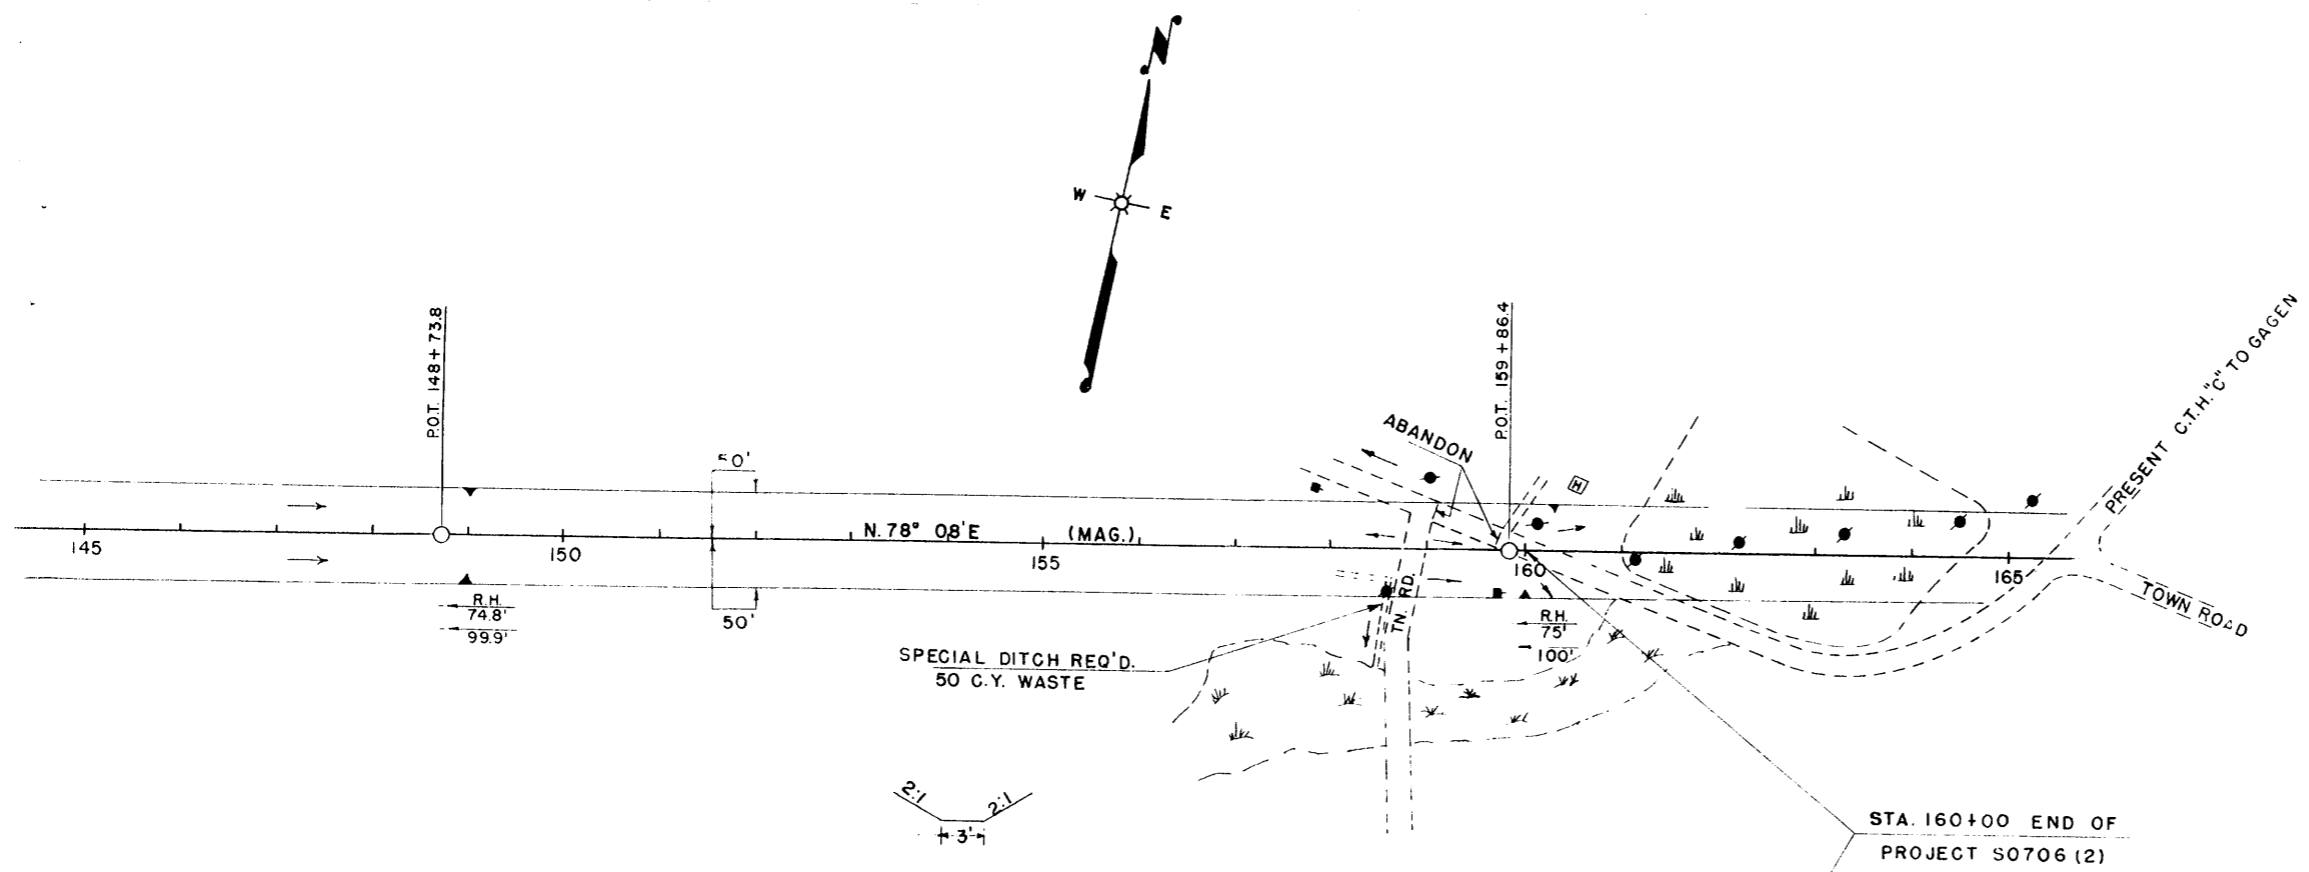 N
W
E
P.O.T. 148+73.8
P.O.T. 159+86.4
PRESENT C.T.H. "C" TO GAGEN
ABANDON
50'
H
N. 78° 08' E (MAG.)
145
150
155
160
165
TN. RD.
TOWN ROAD
R.H.
74.8'
99.9'
50'
R.H.
75'
100'
SPECIAL DITCH REQ'D.
50 C.Y. WASTE
2:1
2:1
3'
STA. 160+00 END OF
PROJECT S0706 (2)